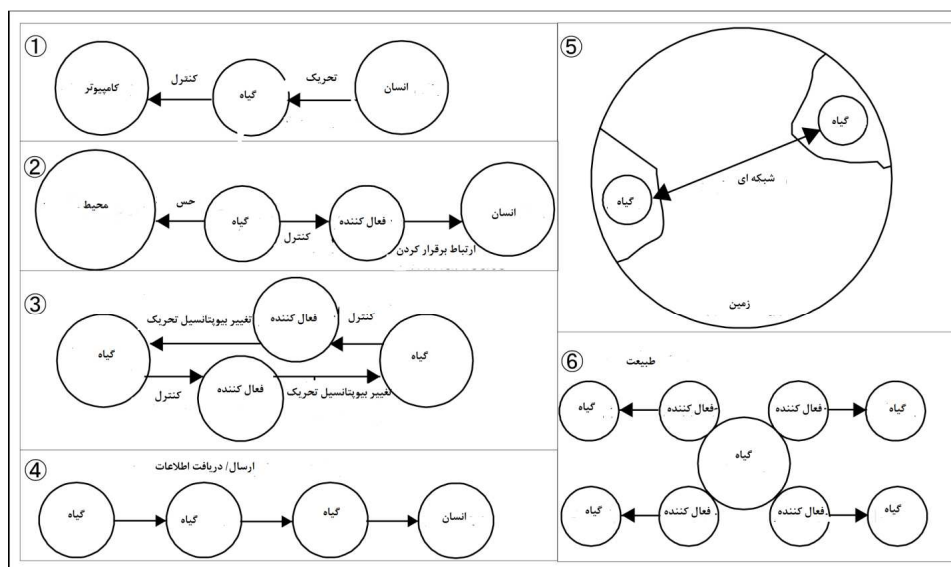 ①
کامپیوتر
کنترل
گیاه
تحریک
انسان
②
محیط
حس
گیاه
کنترل
فعال کننده
ارتباط برقرار کردن
انسان
③
گیاه
تغییر بیوپتانسیل تحریک
فعال کننده
کنترل
گیاه
کنترل
فعال کننده
تغییر بیوپتانسیل تحریک
④
ارسال/ دریافت اطلاعات
گیاه
گیاه
گیاه
انسان
⑤
گیاه
شبکه ای
گیاه
زمین
⑥
طبیعت
گیاه
فعال کننده
فعال کننده
گیاه
گیاه
گیاه
فعال کننده
فعال کننده
گیاه